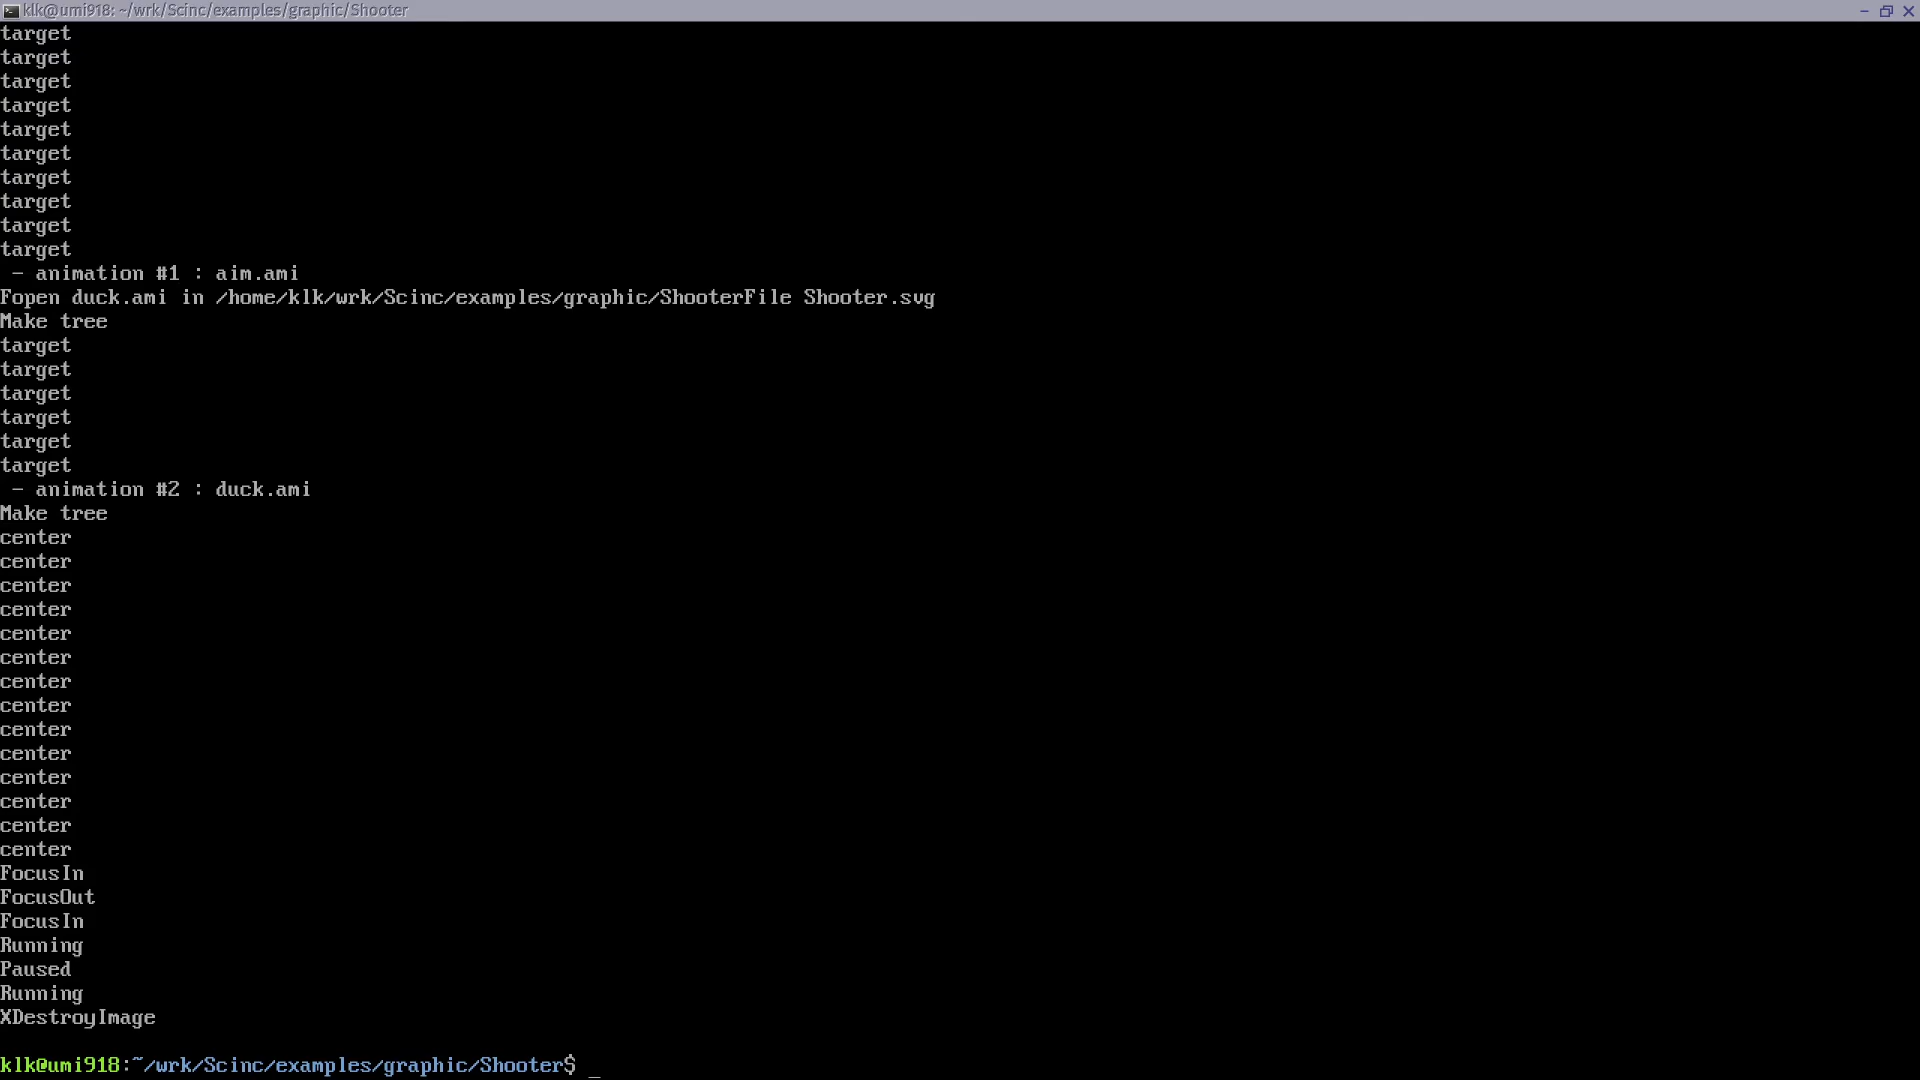 klk@umi918: ~/wrk/Scinc/examples/graphic/Shooter
target
target
target
target
target
target
target
target
target
target
 - animation #1 : aim.ami
Fopen duck.ami in /home/klk/wrk/Scinc/examples/graphic/ShooterFile Shooter.svg
Make tree
target
target
target
target
target
target
 - animation #2 : duck.ami
Make tree
center
center
center
center
center
center
center
center
center
center
center
center
center
center
FocusIn
FocusOut
FocusIn
Running
Paused
Running
XDestroyImage
klk@umi918:~/wrk/Scinc/examples/graphic/Shooter$ _